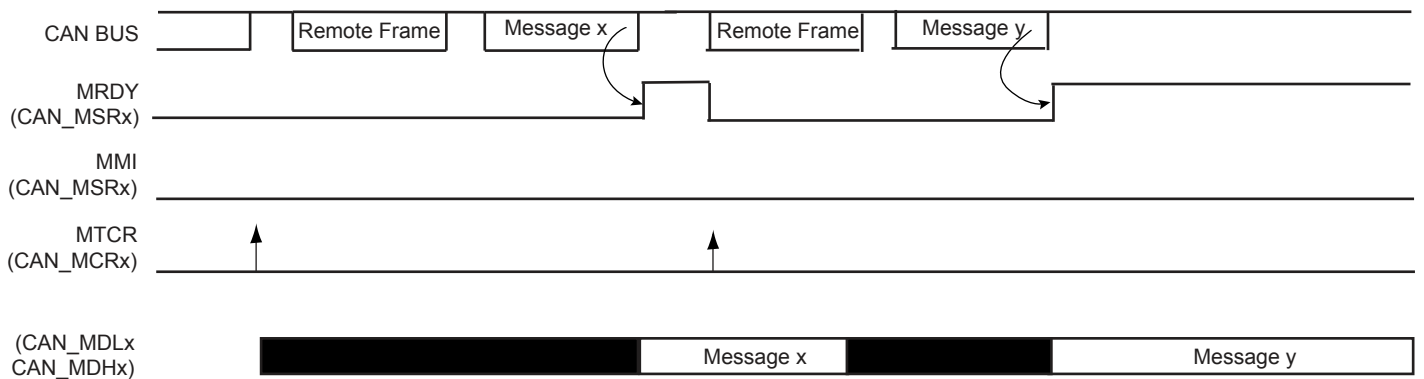 CAN BUS
Remote Frame
Message x
Remote Frame
Message y
MRDY
(CAN_MSRx)
MMI
(CAN_MSRx)
MTCR
(CAN_MCRx)
(CAN_MDLx
CAN_MDHx)
Message x
Message y